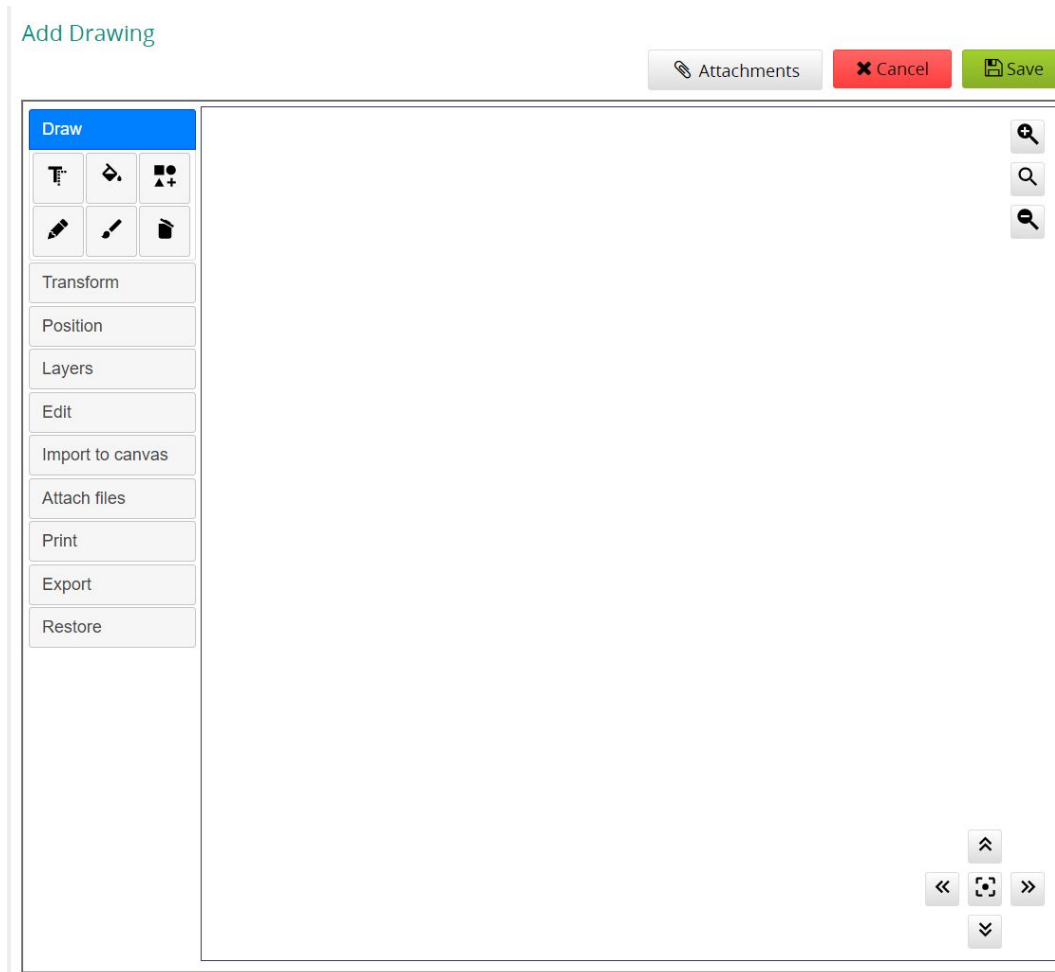 Add Drawing
Attachments
Cancel
Save
Draw
Transform
Position
Layers
Edit
Import to canvas
Attach files
Print
Export
Restore